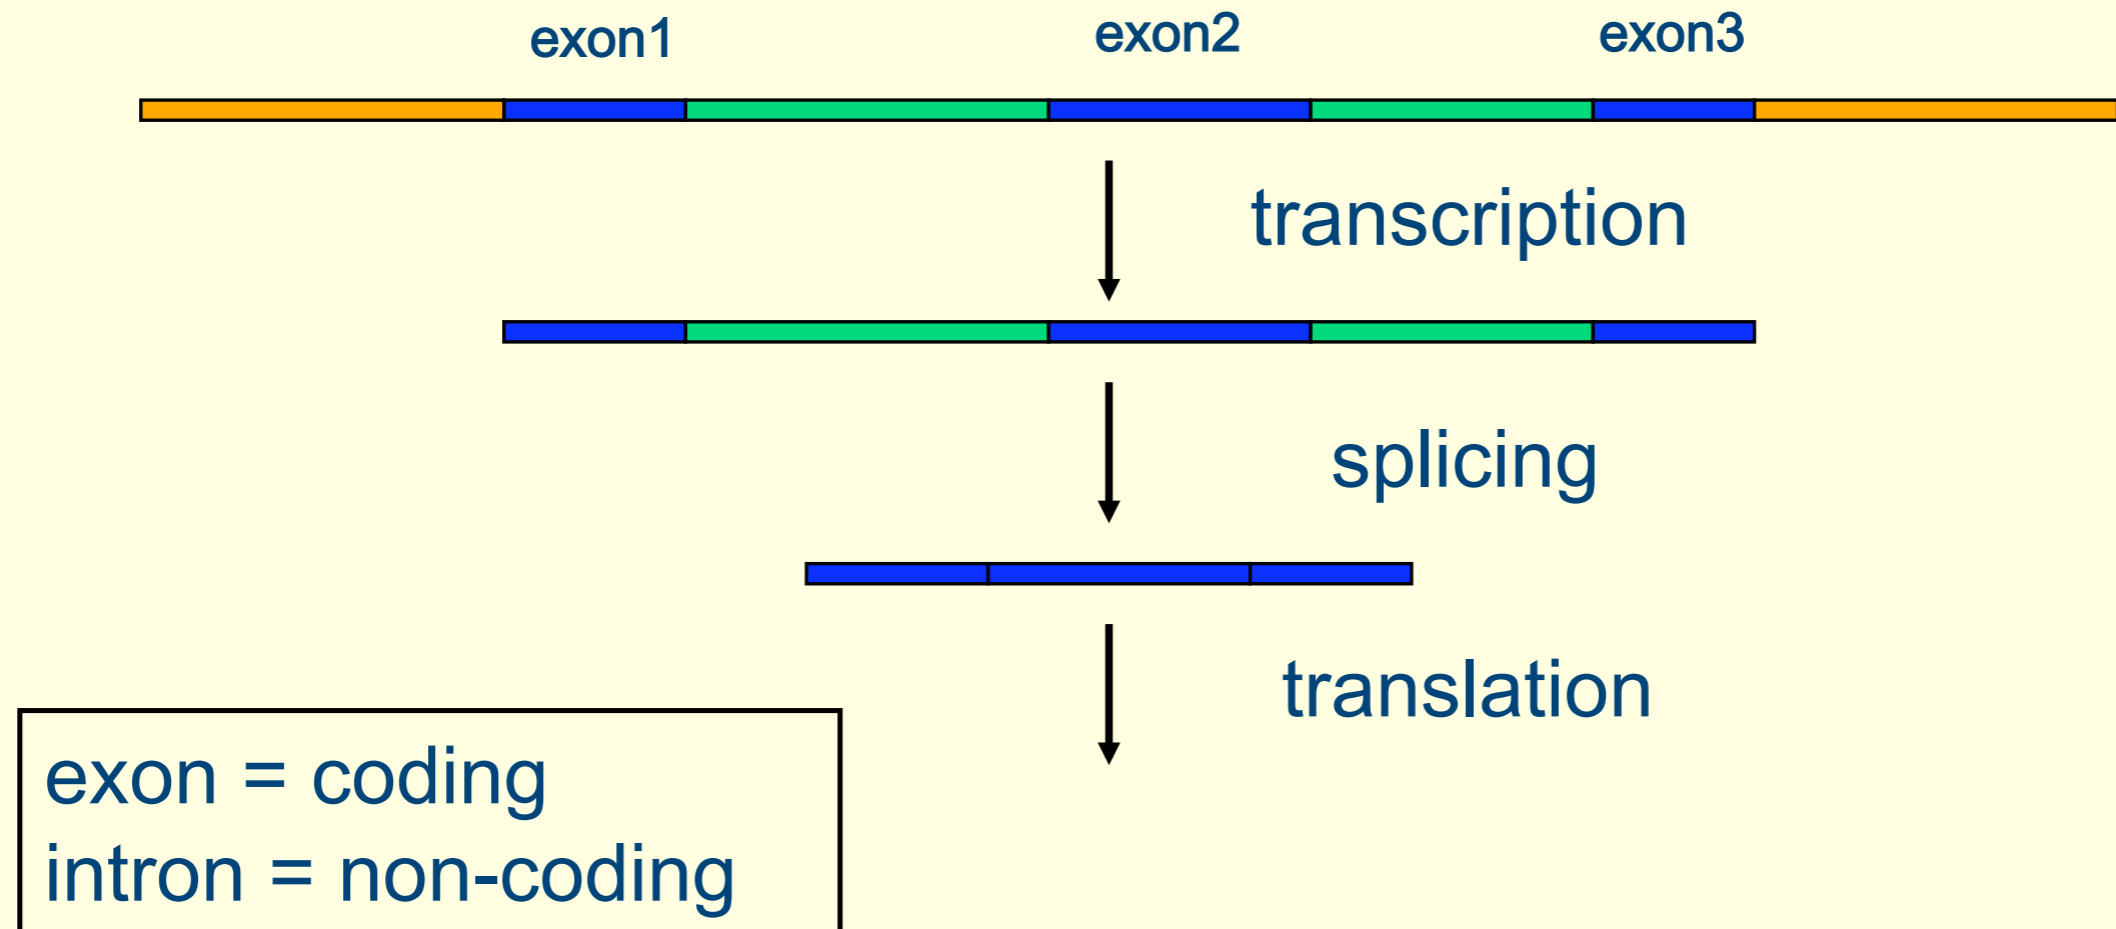 exon1
exon2
exon3
transcription
splicing
translation
exon = coding
intron = non-coding